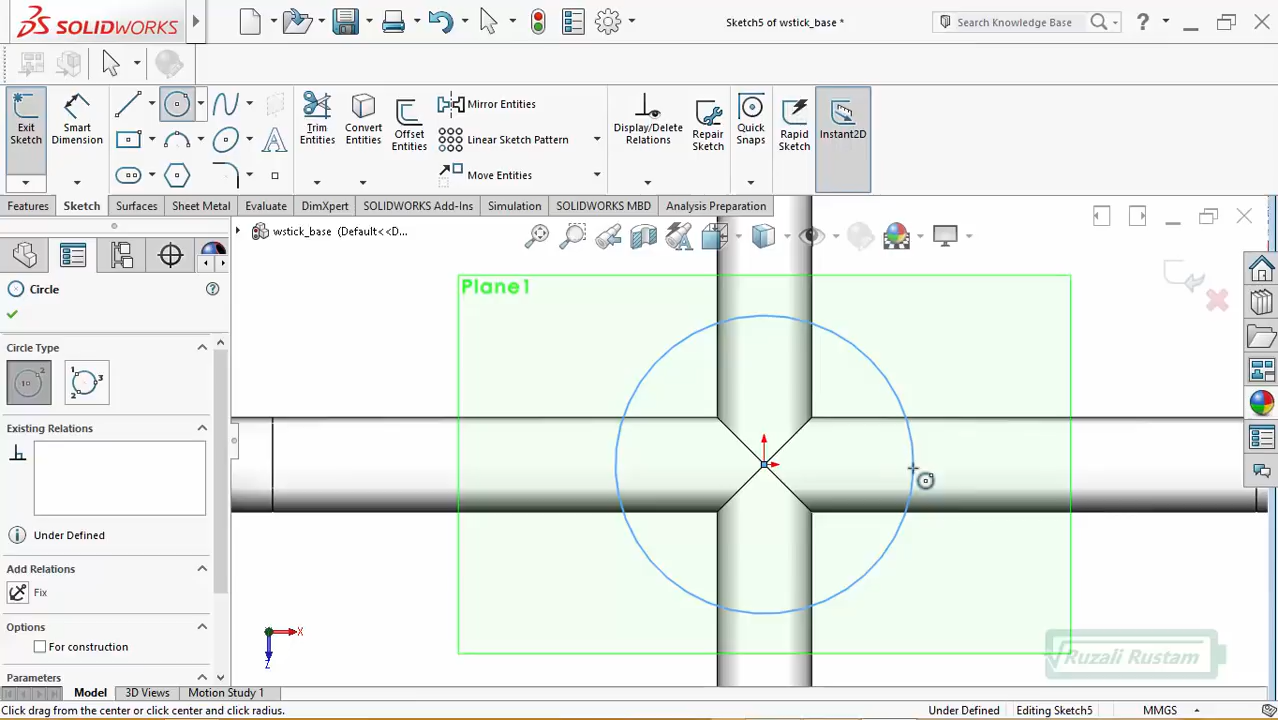 SOLIDWORKS
Sketch5 of wstick_base *
Search Knowledge Base
Exit
Sketch
Smart
Dimension
Trim
Entities
Convert
Entities
Offset
Entities
Mirror Entities
Linear Sketch Pattern
Move Entities
Display/Delete
Relations
Repair
Sketch
Quick
Snaps
Rapid
Sketch
Instant2D
Features
Sketch
Surfaces
Sheet Metal
Evaluate
DimXpert
SOLIDWORKS Add-Ins
Simulation
SOLIDWORKS MBD
Analysis Preparation
wstick_base (Default<<D...
Circle
Circle Type
Existing Relations
Under Defined
Add Relations
Fix
Options
For construction
Parameters
Plane1
X
Z
Ruzali Rustam
Model
3D Views
Motion Study 1
Click drag from the center or click center and click radius.
Under Defined
Editing Sketch5
MMGS